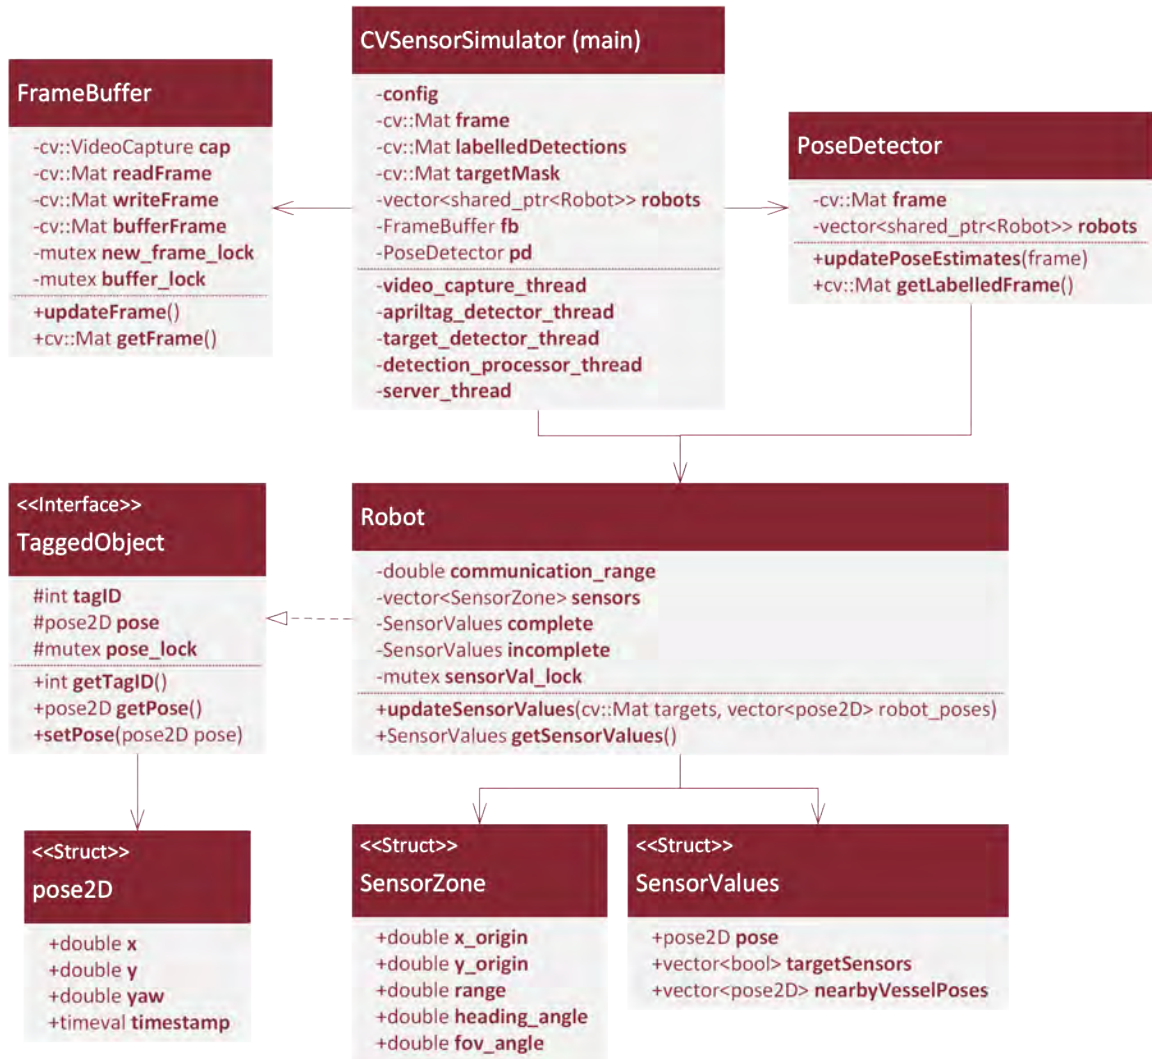 CVSensorSimulator (main)
-config
-cv::Mat frame
-cv::Mat labelledDetections
-cv::Mat targetMask
-vector<shared_ptr<Robot>> robots
-FrameBuffer fb
-PoseDetector pd
-video_capture_thread
-apriltag_detector_thread
-target_detector_thread
-detection_processor_thread
-server_thread
FrameBuffer
-cv::VideoCapture cap
-cv::Mat readFrame
-cv::Mat writeFrame
-cv::Mat bufferFrame
-mutex new_frame_lock
-mutex buffer_lock
+updateFrame()
+cv::Mat getFrame()
PoseDetector
-cv::Mat frame
-vector<shared_ptr<Robot>> robots
+updatePoseEstimates(frame)
+cv::Mat getLabelledFrame()
<<Interface>>
TaggedObject
#int tagID
#pose2D pose
#mutex pose_lock
+int getTagID()
+pose2D getPose()
+setPose(pose2D pose)
Robot
-double communication_range
-vector<SensorZone> sensors
-SensorValues complete
-SensorValues incomplete
-mutex sensorVal_lock
+updateSensorValues(cv::Mat targets, vector<pose2D> robot_poses)
+SensorValues getSensorValues()
<<Struct>>
pose2D
+double x
+double y
+double yaw
+timeval timestamp
<<Struct>>
SensorZone
+double x_origin
+double y_origin
+double range
+double heading_angle
+double fov_angle
<<Struct>>
SensorValues
+pose2D pose
+vector<bool> targetSensors
+vector<pose2D> nearbyVesselPoses